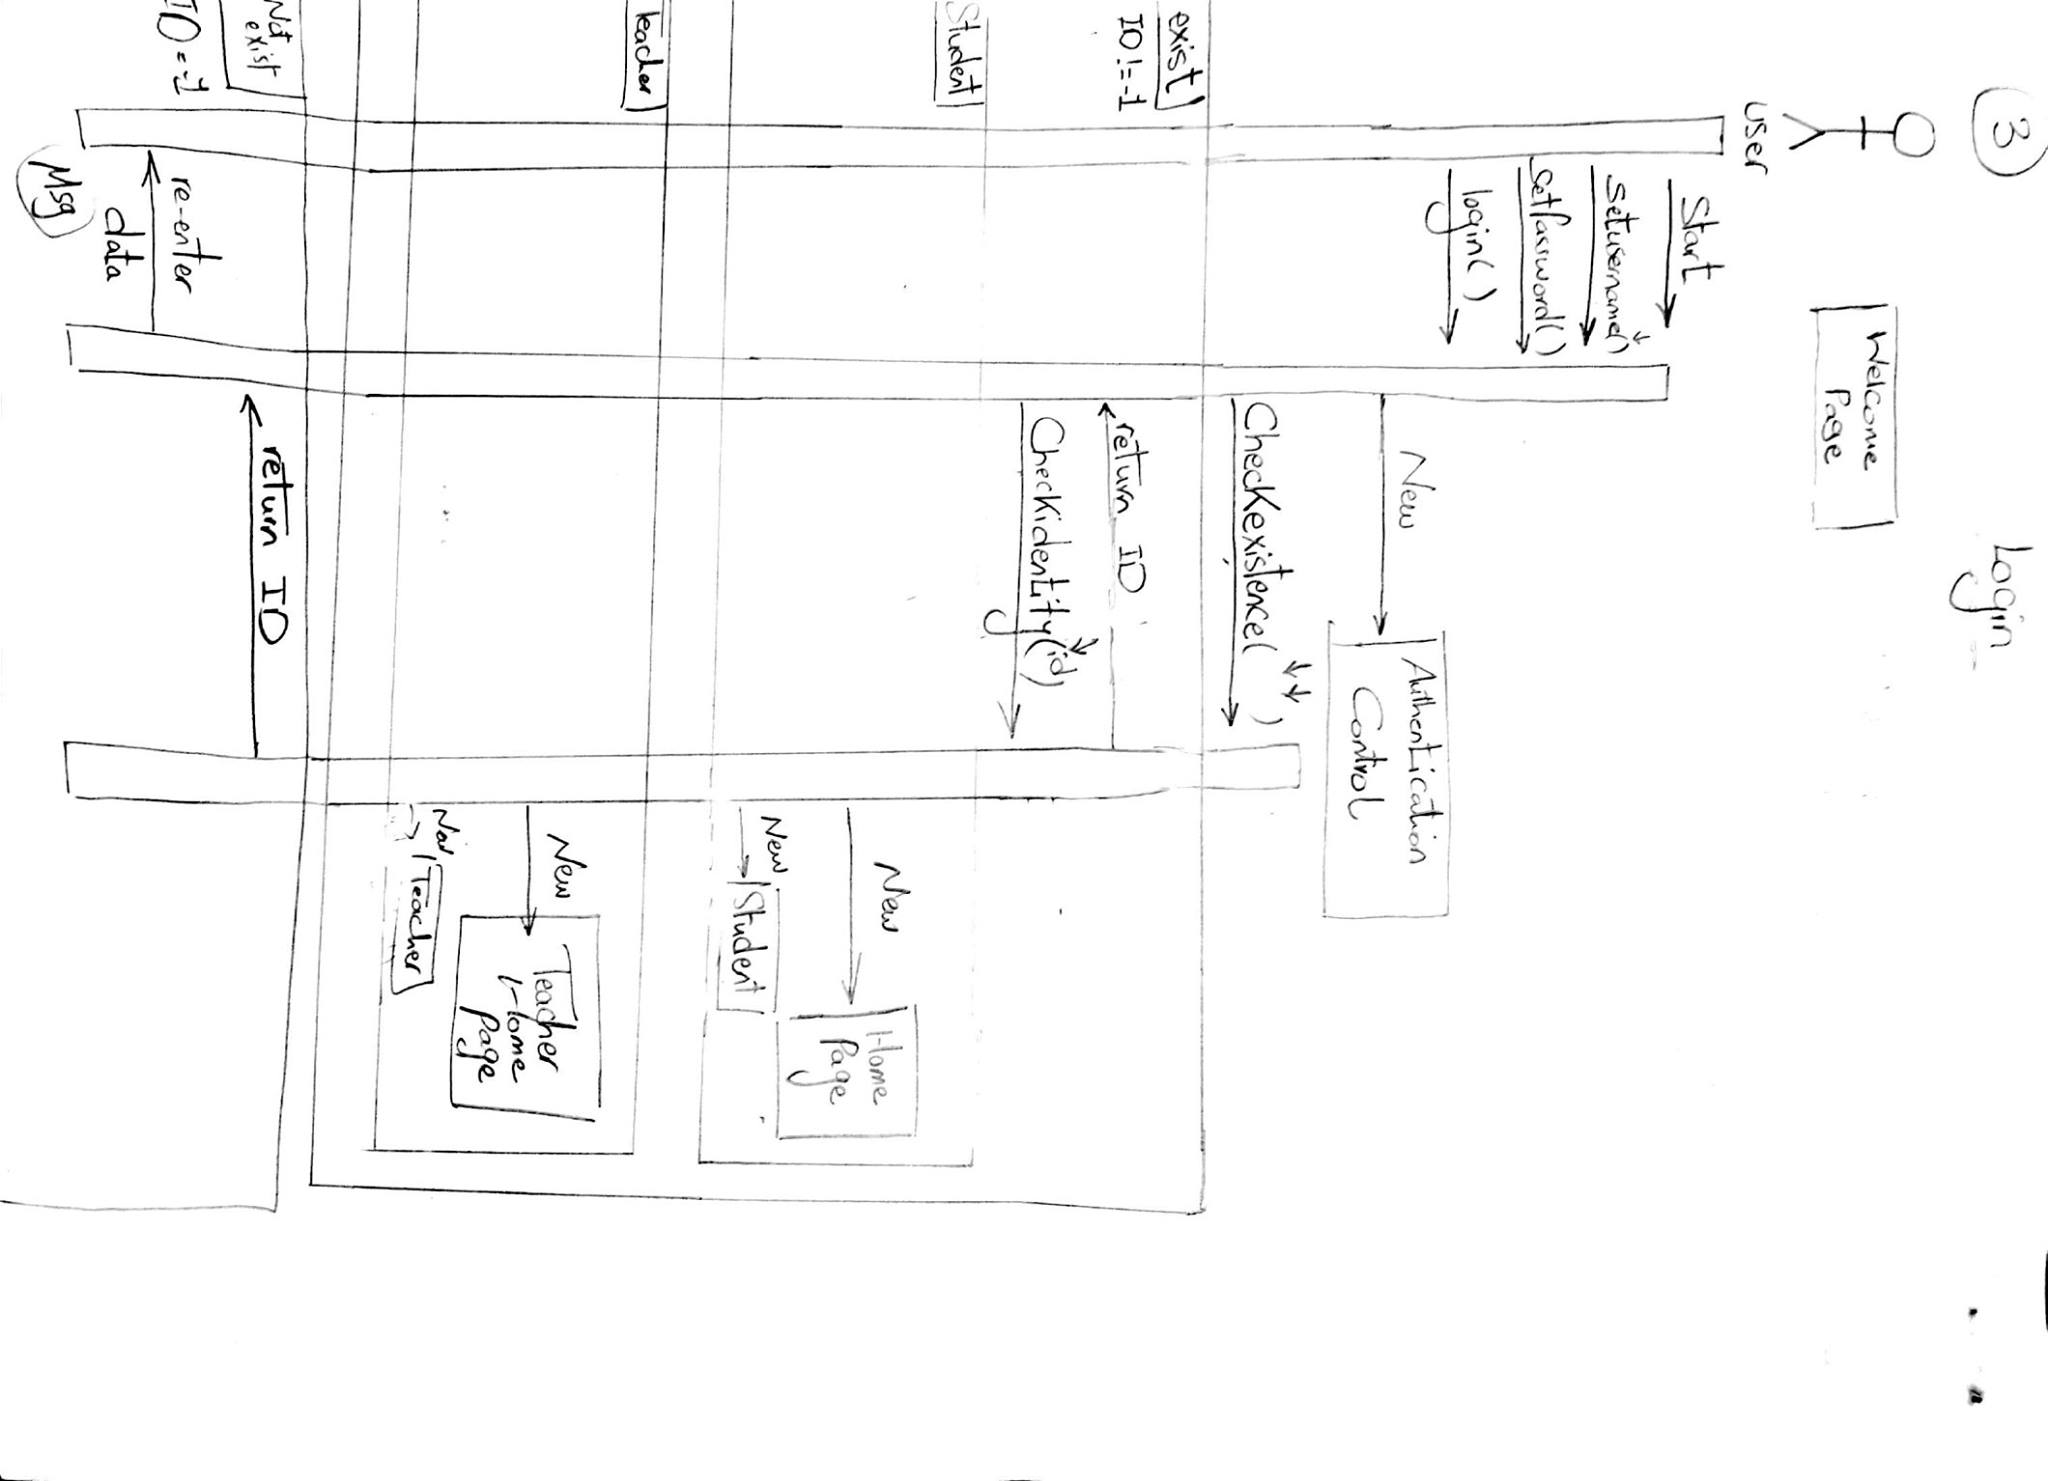 3
Login
User
Welcome
Page
Start
Setusername()
SetPassword()
login()
New
Authentication
Control
Checkexistence( )
exist
ID != -1
return ID
Checkidentity(id)
Student
New
Home
Page
New
Student
Teacher
New
Teacher
Home
Page
New
Teacher
Not
exist
ID = -1
return ID
re-enter
data
Msg